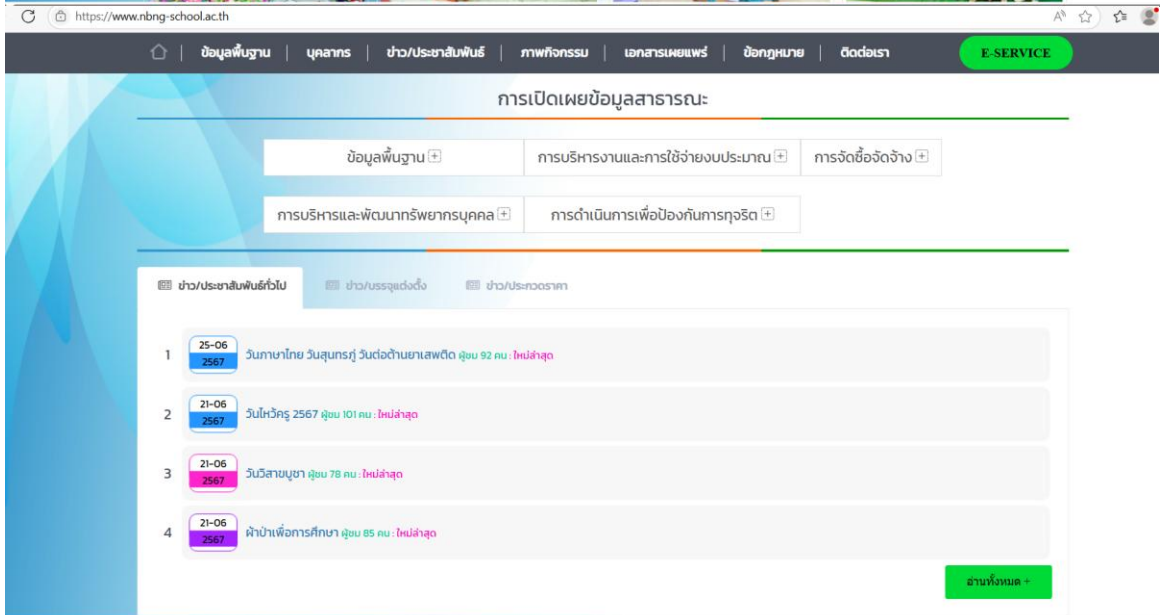 https://www.nbng-school.ac.th
ข้อมูลพื้นฐาน | บุคลากร | ข่าว/ประชาสัมพันธ์ | ภาพกิจกรรม | เอกสารเผยแพร่ | ข้อกฎหมาย | ติดต่อเรา E-SERVICE
การเปิดเผยข้อมูลสาธารณะ
ข้อมูลพื้นฐาน + การบริหารงานและการใช้จ่ายงบประมาณ + การจัดซื้อจัดจ้าง +
การบริหารและพัฒนาทรัพยากรบุคคล + การดำเนินการเพื่อป้องกันการทุจริต +
ข่าว/ประชาสัมพันธ์ทั่วไป ข่าว/บรรจุแต่งตั้ง ข่าว/ประกวดราคา
1 25-06 2567 วันภาษาไทย วันสุนทรภู่ วันต่อต้านยาเสพติด ผู้ชม 92 คน : ใหม่ล่าสุด
2 21-06 2567 วันไหว้ครู 2567 ผู้ชม 101 คน : ใหม่ล่าสุด
3 21-06 2567 วันวิสาขบูชา ผู้ชม 78 คน : ใหม่ล่าสุด
4 21-06 2567 ผ้าป่าเพื่อการศึกษา ผู้ชม 85 คน : ใหม่ล่าสุด
อ่านทั้งหมด +